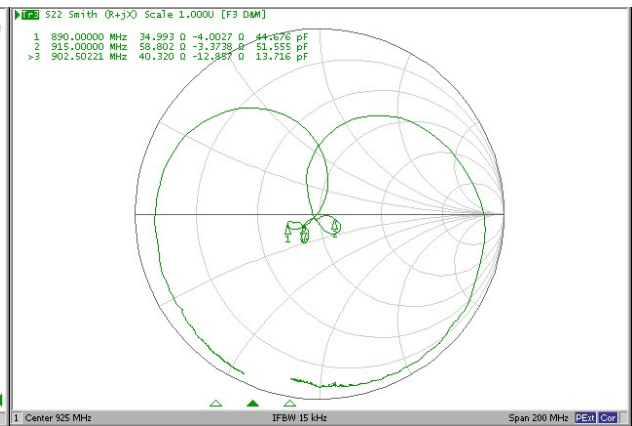 Tr3 S22 Smith (R+jX) Scale 1.000U [F3 D&M]
1 890.00000 MHz 34.993 Ω -4.0027 Ω 44.676 pF
2 915.00000 MHz 58.802 Ω -3.3738 Ω 51.555 pF
>3 902.50221 MHz 40.320 Ω -12.857 Ω 13.716 pF
1
2
1 Center 925 MHz IFBW 15 kHz Span 200 MHz PExt Cor